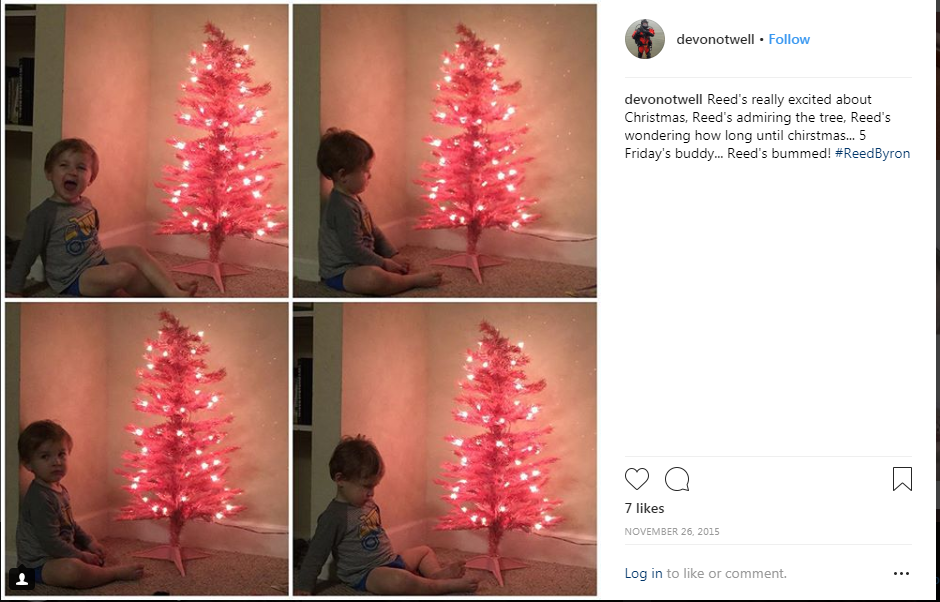 devonotwell • Follow
devonotwell Reed's really excited about
Christmas, Reed's admiring the tree, Reed's
wondering how long until chirstmas... 5
Friday's buddy... Reed's bummed! #ReedByron
7 likes
NOVEMBER 26, 2015
Log in to like or comment.